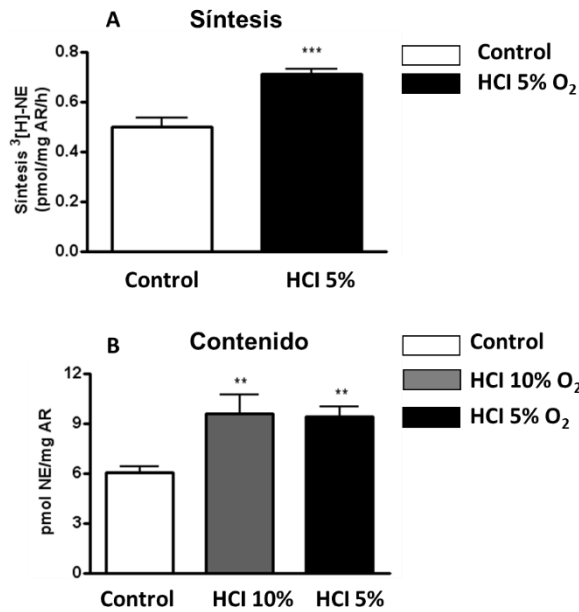 A Síntesis
Síntesis ³[H]-NE
(pmol/mg AR/h)
0.8
0.6
0.4
0.2
0.0
***
Control
HCI 5%
Control
HCI 5% O₂
B Contenido
pmol NE/mg AR
12
9
6
3
0
**
**
Control
HCI 10%
HCI 5%
Control
HCI 10% O₂
HCI 5% O₂